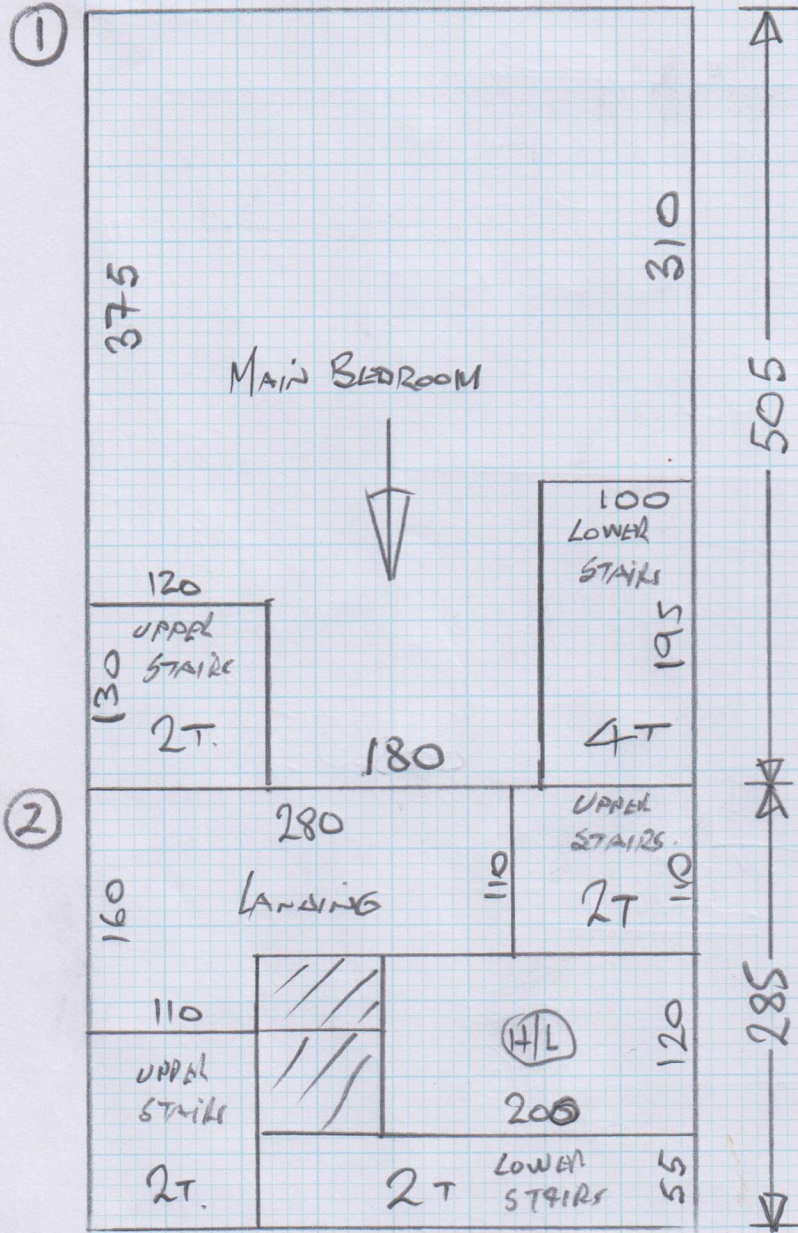 1
375
310
MAIN BEDROOM
505
100
LOWER
STAIRS
195
4T
120
UPPER
STAIRS
130
2T.
180
2
280
UPPER
STAIRS.
110
110
2T
LANDING
160
285
110
H/L
120
200
UPPER
STAIRS
2T.
2T
LOWER
STAIRS
55